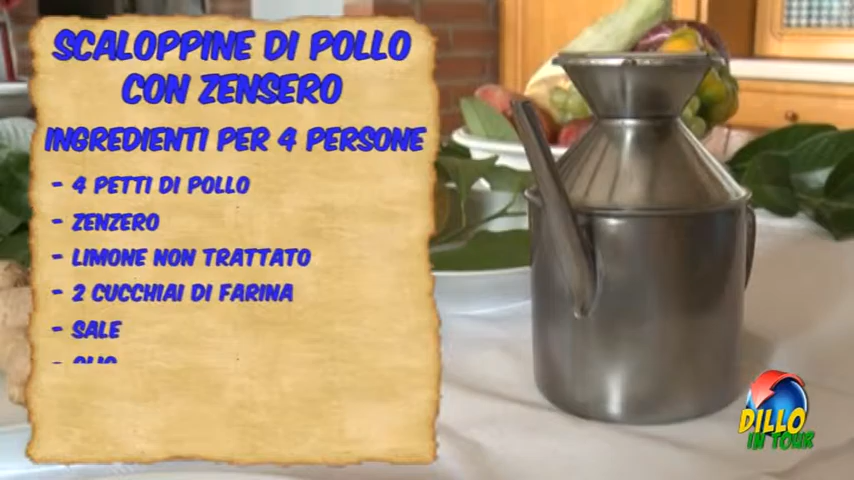 SCALOPPINE DI POLLO
CON ZENSERO
INGREDIENTI PER 4 PERSONE
- 4 PETTI DI POLLO
- ZENZERO
- LIMONE NON TRATTATO
- 2 CUCCHIAI DI FARINA
- SALE
- OLIO
DILLO
IN TOUR